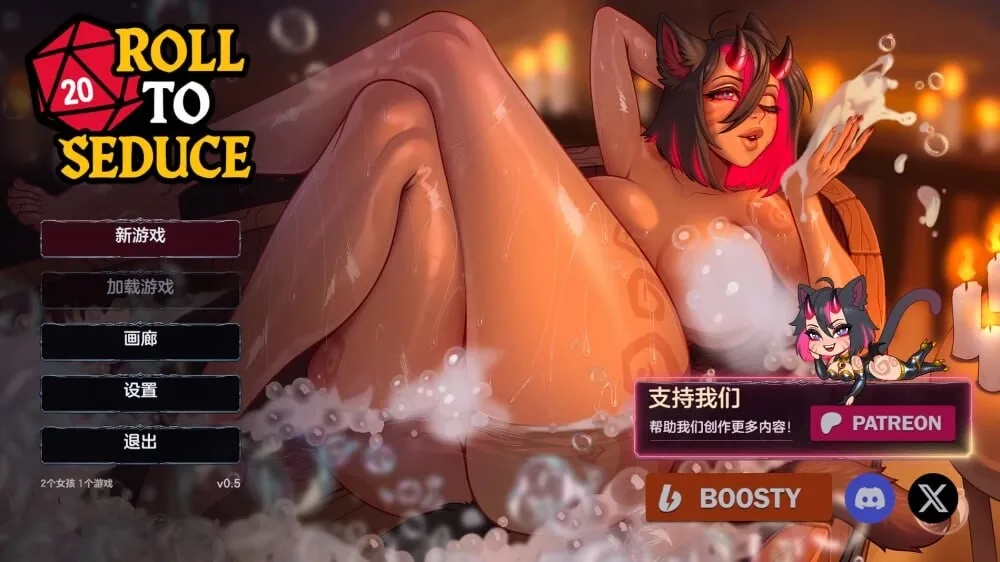 20
ROLL
TO
SEDUCE
新游戏
加载游戏
画廊
设置
退出
2个女孩 1个游戏
v0.5
支持我们
帮助我们创作更多内容!
PATREON
BOOSTY